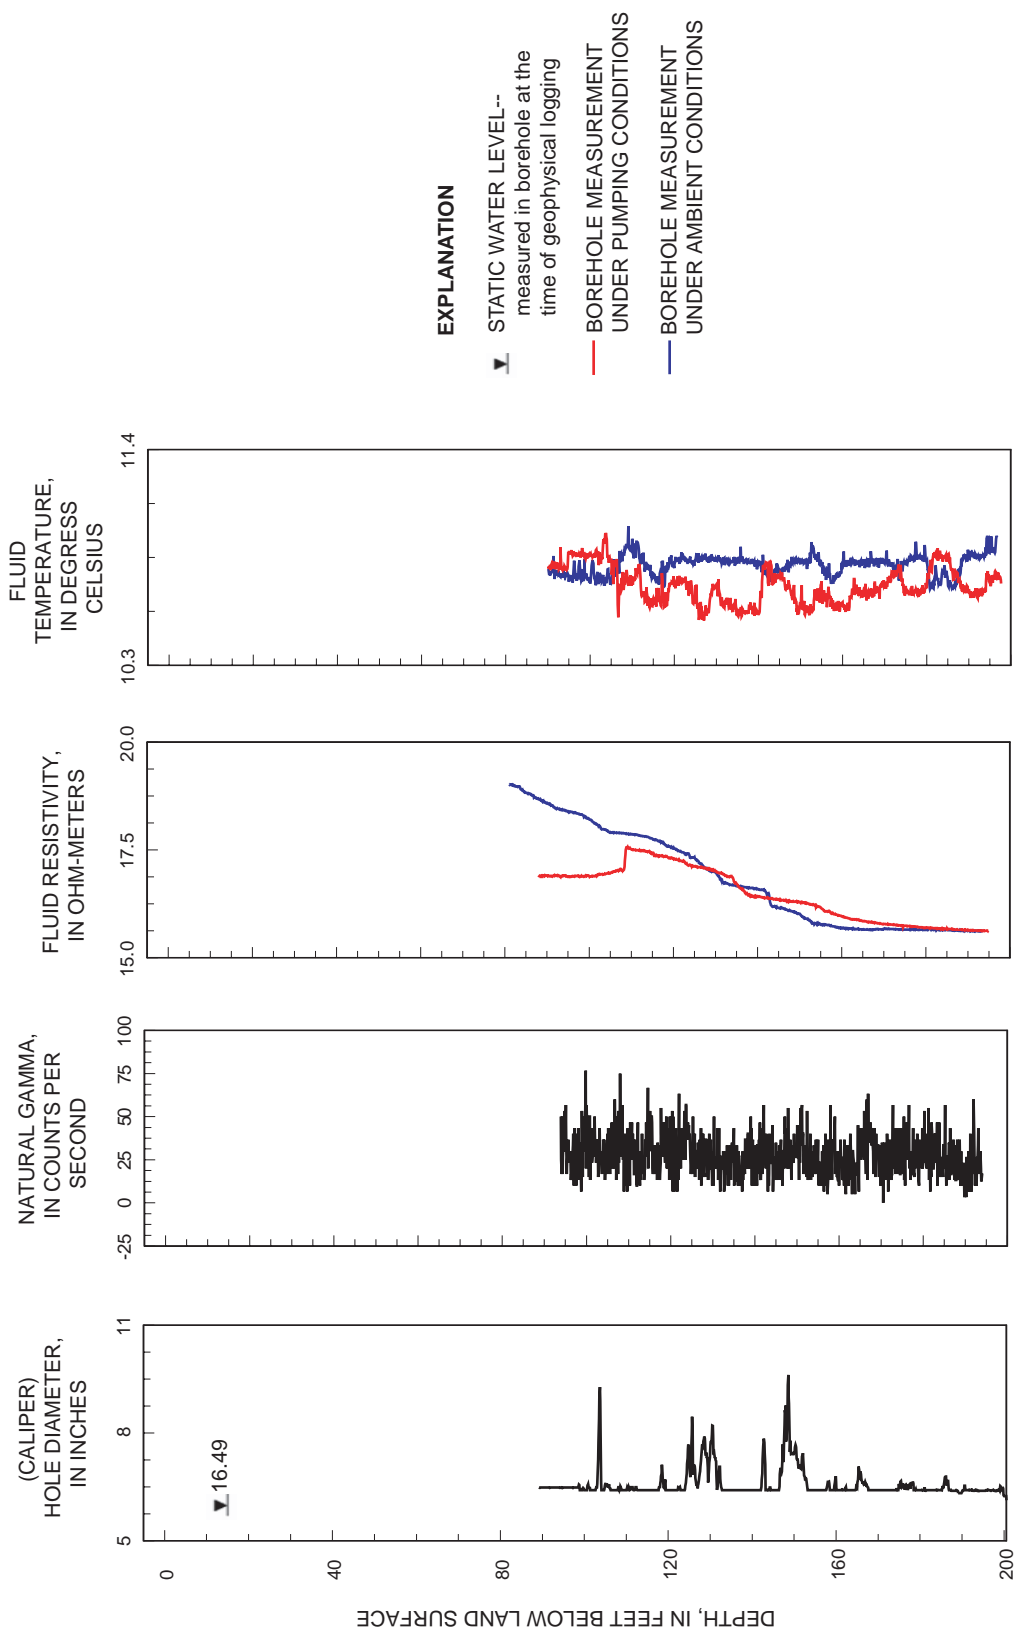 FLUID
TEMPERATURE,
IN DEGRESS
CELSIUS
10.3
11.4
FLUID RESISTIVITY,
IN OHM-METERS
15.0
17.5
20.0
NATURAL GAMMA,
IN COUNTS PER
SECOND
-25
0
25
50
75
100
(CALIPER)
HOLE DIAMETER,
IN INCHES
5
8
11
16.49
0
40
80
120
160
200
DEPTH, IN FEET BELOW LAND SURFACE
EXPLANATION
STATIC WATER LEVEL--
measured in borehole at the
time of geophysical logging
BOREHOLE MEASUREMENT
UNDER PUMPING CONDITIONS
BOREHOLE MEASUREMENT
UNDER AMBIENT CONDITIONS